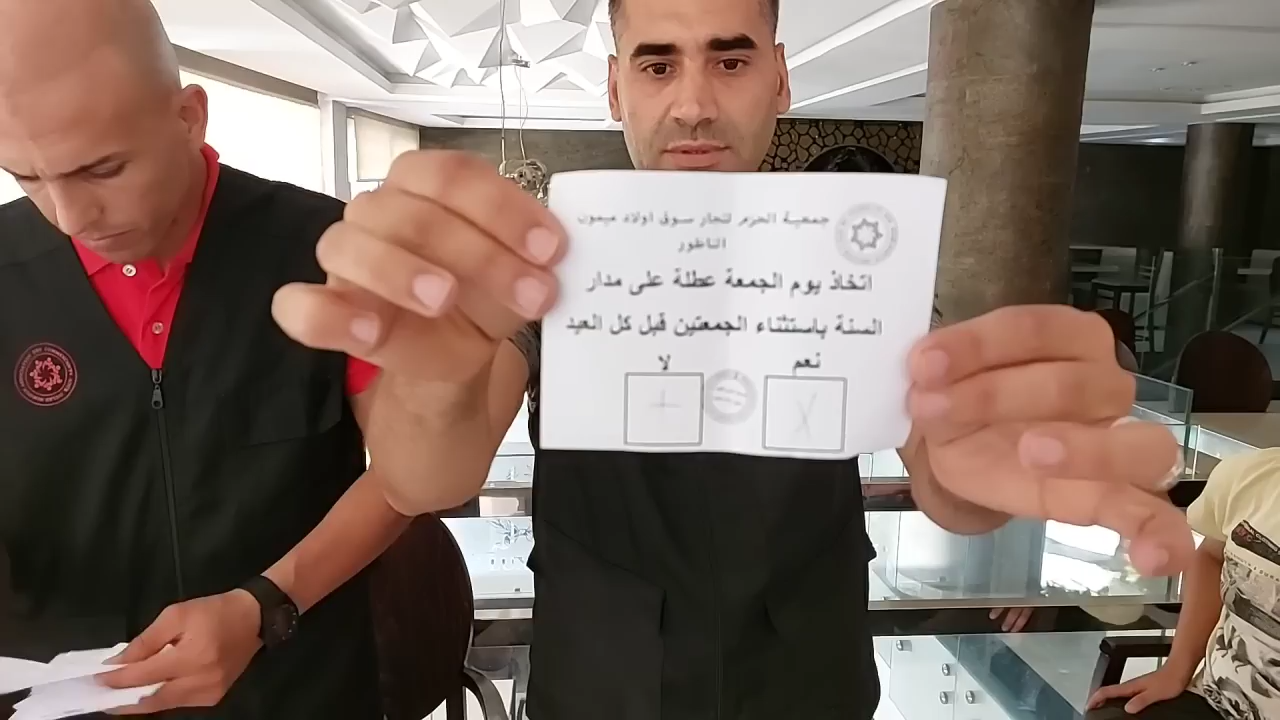 جمعية الحزم لتجار سوق اولاد ميمون
الناظور
اتخاذ يوم الجمعة عطلة على مدار
السنة باستثناء الجمعتين قبل كل العيد
نعم
لا